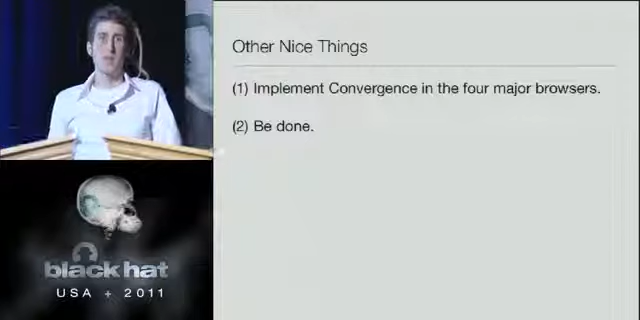 Other Nice Things
(1) Implement Convergence in the four major browsers.
(2) Be done.
black hat
USA + 2011